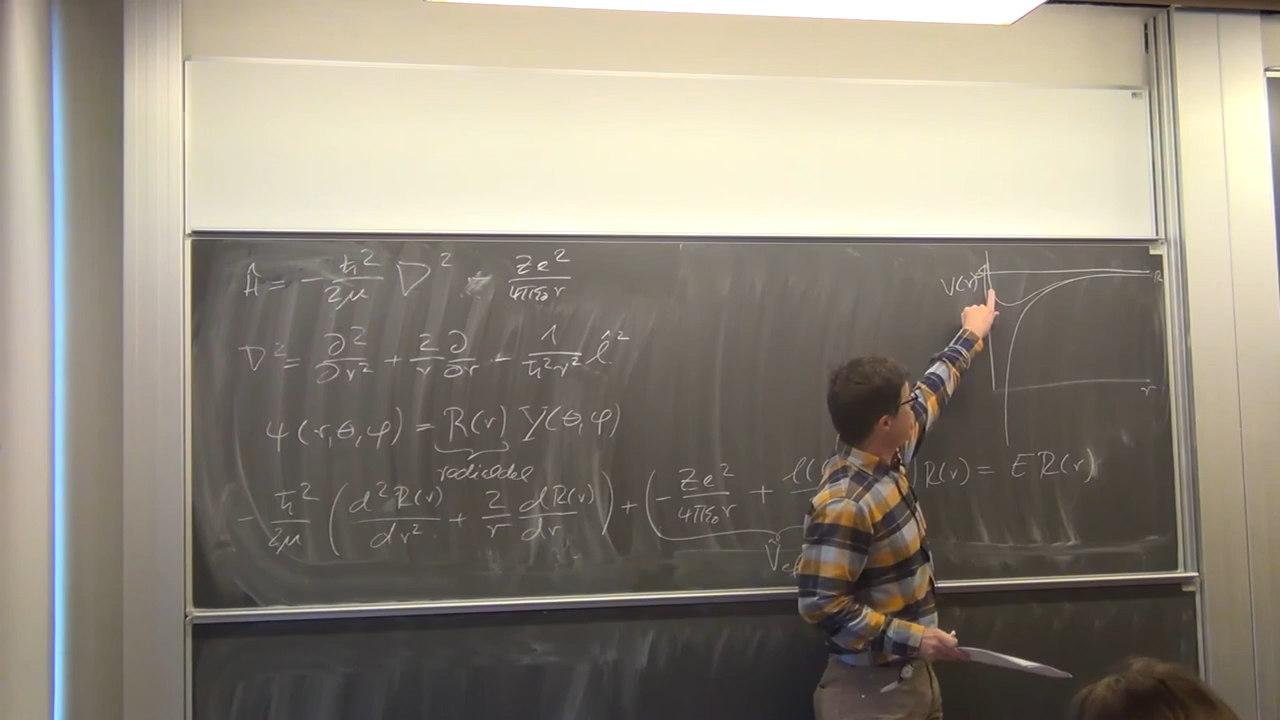 Ĥ = - ħ²/2μ ∇² - Ze²/4πε₀r
∇² = ∂²/∂r² + 2/r ∂/∂r - 1/ħ²r² l̂²
ψ(r,θ,φ) = R(r) Y(θ,φ)
- ħ²/2μ (d²R(r)/dr² + 2/r dR(r)/dr) + (- Ze²/4πε₀r + l( R(r) = E R(r)
V̂e
V(r)
r